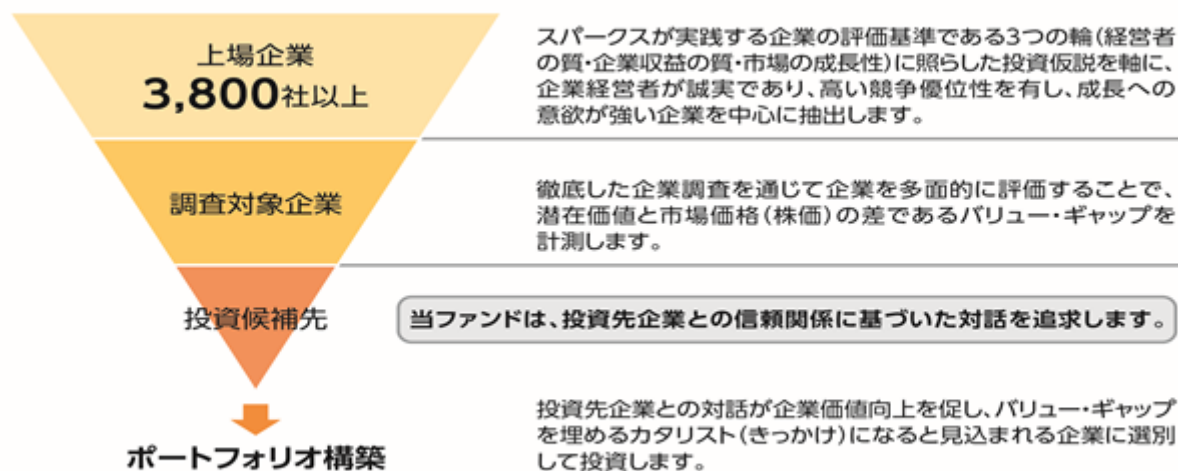 上場企業
3,800社以上
スパークスが実践する企業の評価基準である3つの輪(経営者
の質・企業収益の質・市場の成長性)に照らした投資仮説を軸に、
企業経営者が誠実であり、高い競争優位性を有し、成長への
意欲が強い企業を中心に抽出します。
調査対象企業
徹底した企業調査を通じて企業を多面的に評価することで、
潜在価値と市場価格(株価)の差であるバリュー・ギャップを
計測します。
投資候補先
当ファンドは、投資先企業との信頼関係に基づいた対話を追求します。
ポートフォリオ構築
投資先企業との対話が企業価値向上を促し、バリュー・ギャップ
を埋めるカタリスト(きっかけ)になると見込まれる企業に選別
して投資します。